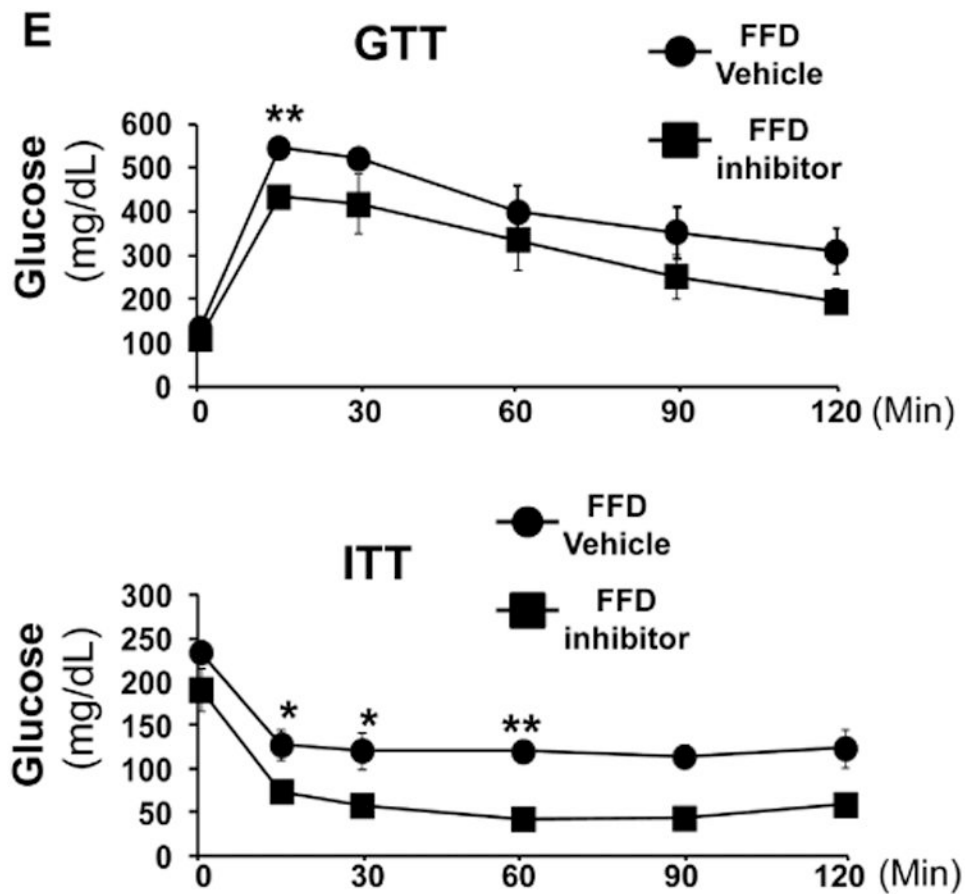 E
GTT
FFD
Vehicle
FFD
inhibitor
Glucose
(mg/dL)
600
500
400
300
200
100
0
**
0 30 60 90 120 (Min)
ITT
FFD
Vehicle
FFD
inhibitor
Glucose
(mg/dL)
300
250
200
150
100
50
0
* * **
0 30 60 90 120 (Min)